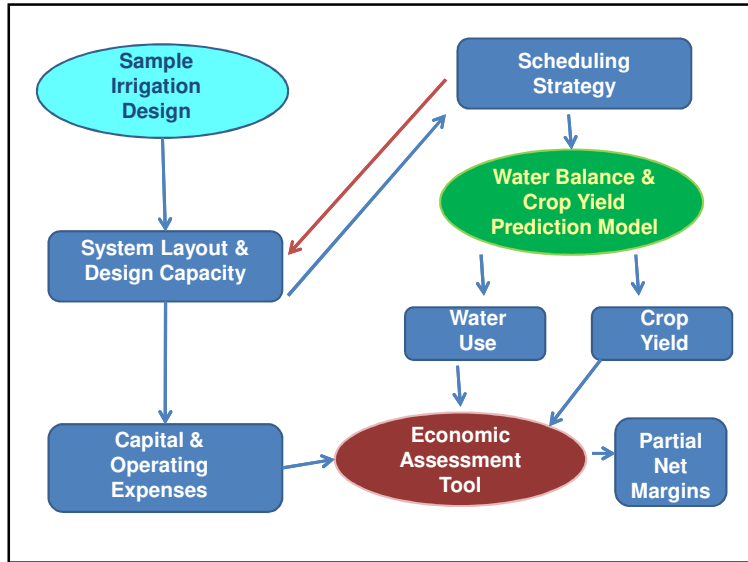 Sample
Irrigation
Design
Scheduling
Strategy
Water Balance &
Crop Yield
Prediction Model
System Layout &
Design Capacity
Water
Use
Crop
Yield
Capital &
Operating
Expenses
Economic
Assessment
Tool
Partial
Net
Margins